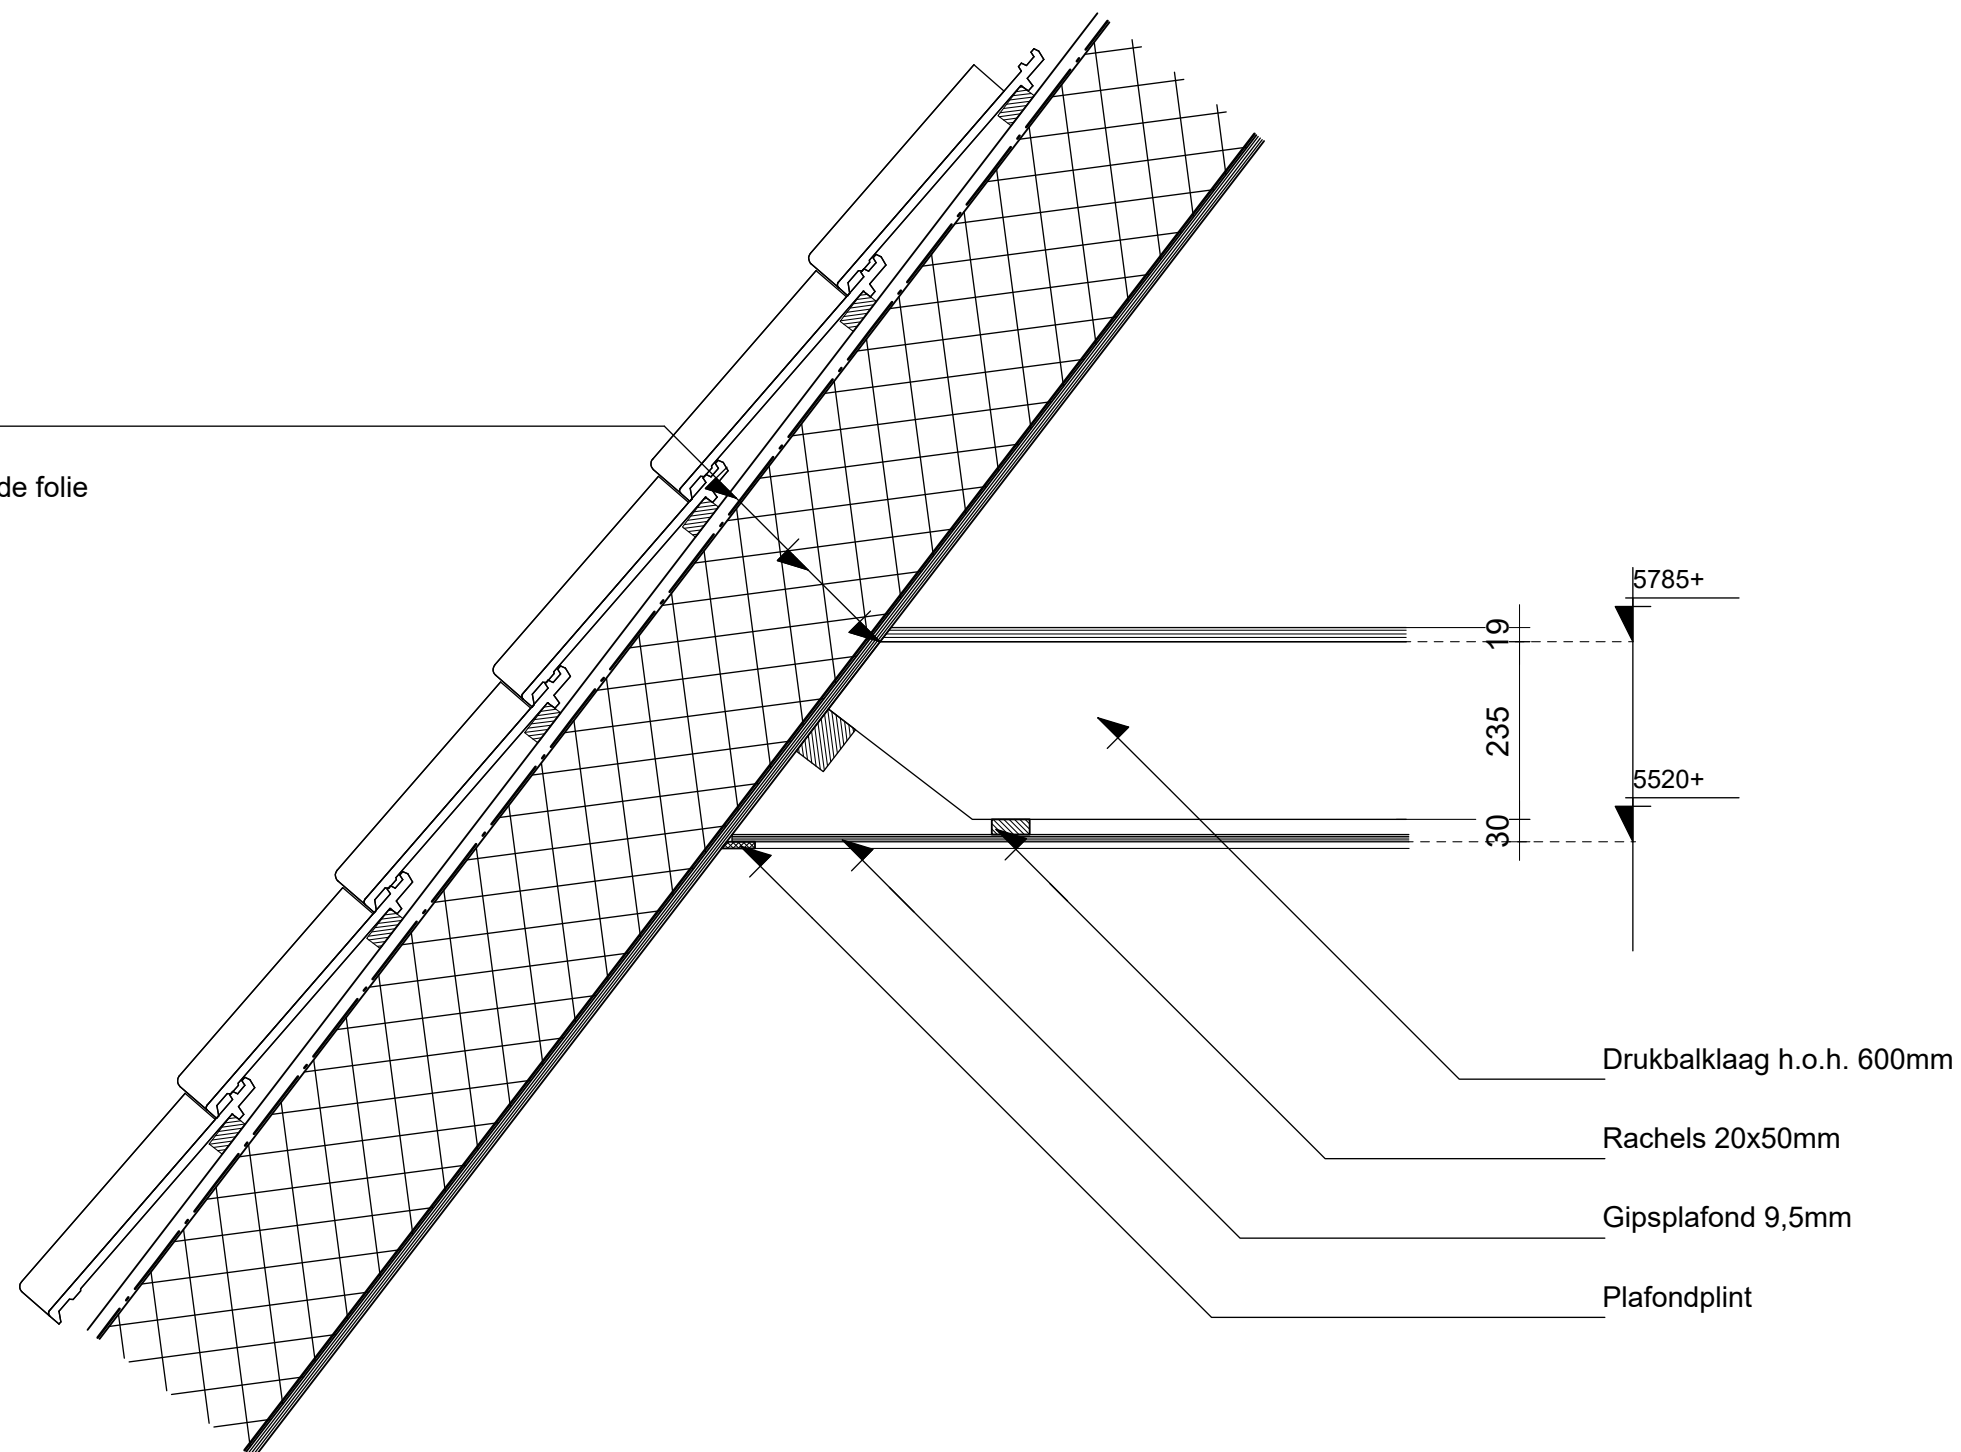 de folie
5785+
19
235
5520+
30
Drukbalklaag h.o.h. 600mm
Rachels 20x50mm
Gipsplafond 9,5mm
Plafondplint